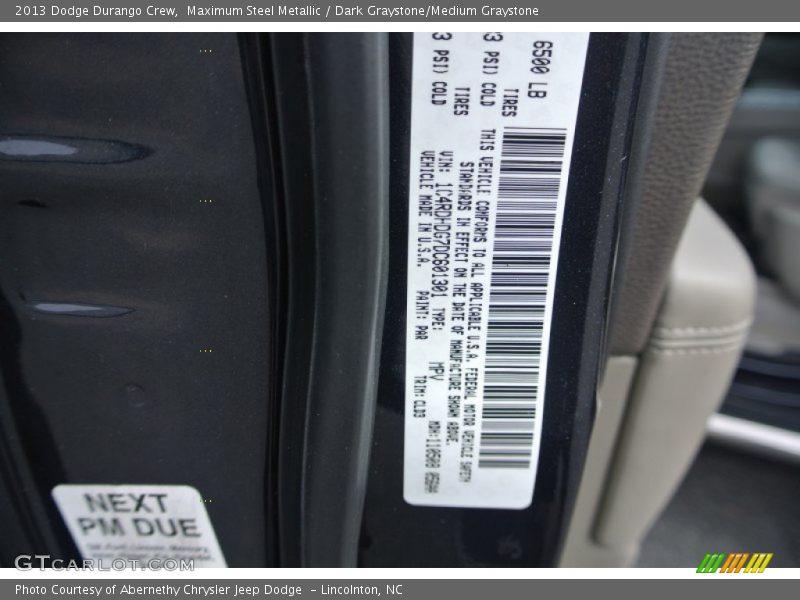 2013 Dodge Durango Crew, Maximum Steel Metallic / Dark Graystone/Medium Graystone
6500 LB
TIRES
3 PSI) COLD
TIRES
3 PSI) COLD
THIS VEHICLE CONFORMS TO ALL APPLICABLE U.S.A. FEDERAL MOTOR VEHICLE SAFETY
STANDARDS IN EFFECT ON THE DATE OF MANUFACTURE SHOWN ABOVE.
VIN: 1C4RDHDG7DC601301 TYPE: MPV
VEHICLE MADE IN U.S.A. PAINT: PAR TRIM: CLD3
NEXT
PM DUE
GTCARLOT.COM
Photo Courtesy of Abernethy Chrysler Jeep Dodge – Lincolnton, NC